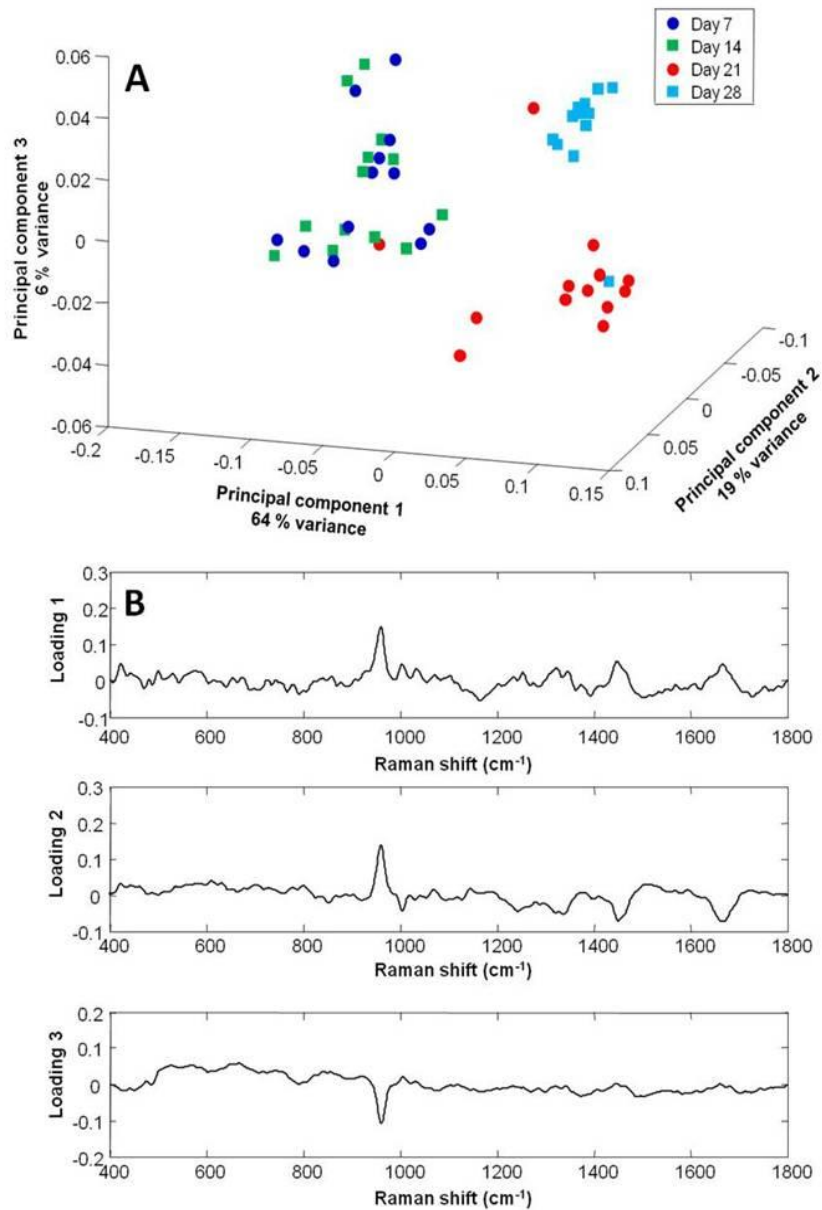 A
Day 7
Day 14
Day 21
Day 28
Principal component 3
6 % variance
0.06
0.04
0.02
0
-0.02
-0.04
-0.06
-0.2
-0.15
-0.1
-0.05
0
0.05
0.1
0.15
Principal component 1
64 % variance
-0.1
-0.05
0
0.05
0.1
Principal component 2
19 % variance
B
Loading 1
0.3
0.2
0.1
0
-0.1
400 600 800 1000 1200 1400 1600 1800
Raman shift (cm-1)
Loading 2
0.3
0.2
0.1
0
-0.1
400 600 800 1000 1200 1400 1600 1800
Raman shift (cm-1)
Loading 3
0.2
0.1
0
-0.1
-0.2
400 600 800 1000 1200 1400 1600 1800
Raman shift (cm-1)